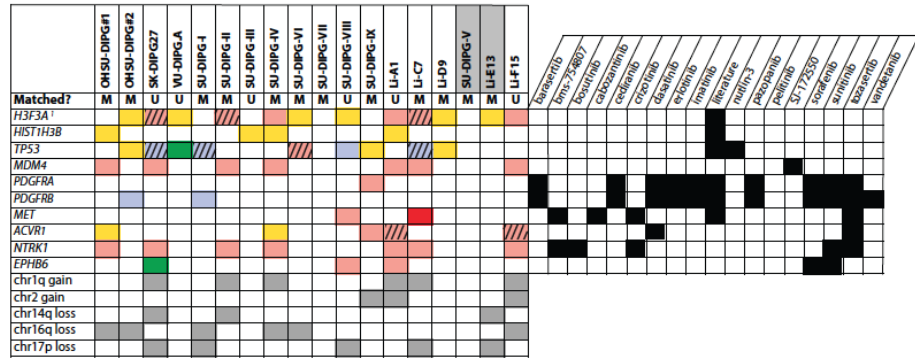 OHSU-DIPG#1
OHSU-DIPG#2
SK-DIPG27
VU-DIPG.A
SU-DIPG-I
SU-DIPG-II
SU-DIPG-III
SU-DIPG-IV
SU-DIPG-VI
SU-DIPG-VII
SU-DIPG-VIII
SU-DIPG-IX
Li-A1
Li-C7
Li-D9
SU-DIPG-V
Li-E13
Li-F15
barasertib
bms-754807
bosutinib
cabozantinib
cediranib
crizotinib
dasatinib
erlotinib
imatinib
literature
nutlin-3
pazopanib
pelitinib
SJ-172550
sorafenib
sunitinib
tozasertib
vandetanib
Matched? M M U U M M M M M M U M U M M M M U
H3F3A¹
HIST1H3B
TP53
MDM4
PDGFRA
PDGFRB
MET
ACVR1
NTRK1
EPHB6
chr1q gain
chr2 gain
chr14q loss
chr16q loss
chr17p loss